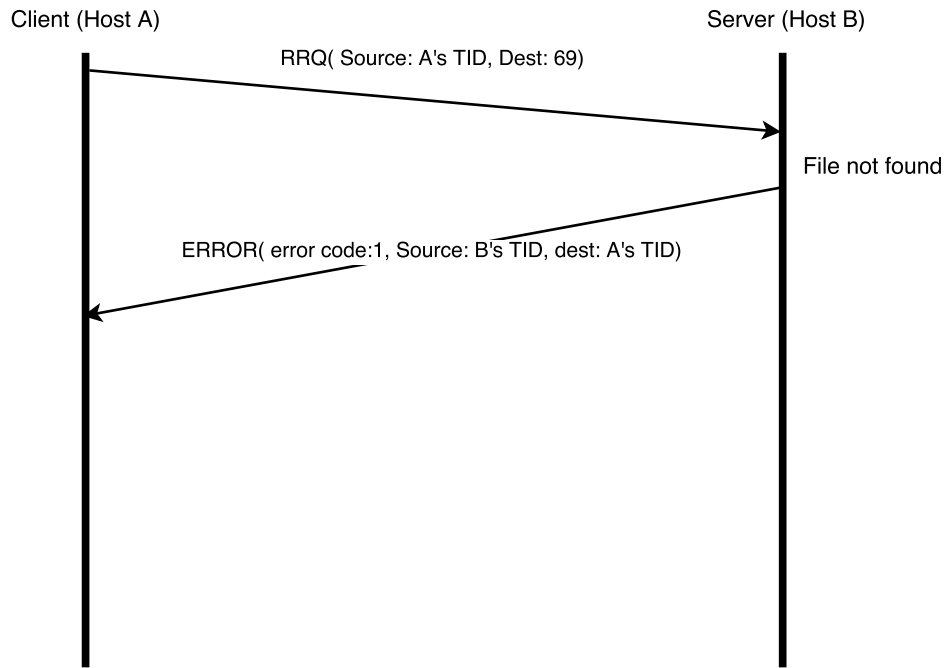 Client (Host A)
Server (Host B)
RRQ( Source: A's TID, Dest: 69)
File not found
ERROR( error code:1, Source: B's TID, dest: A's TID)